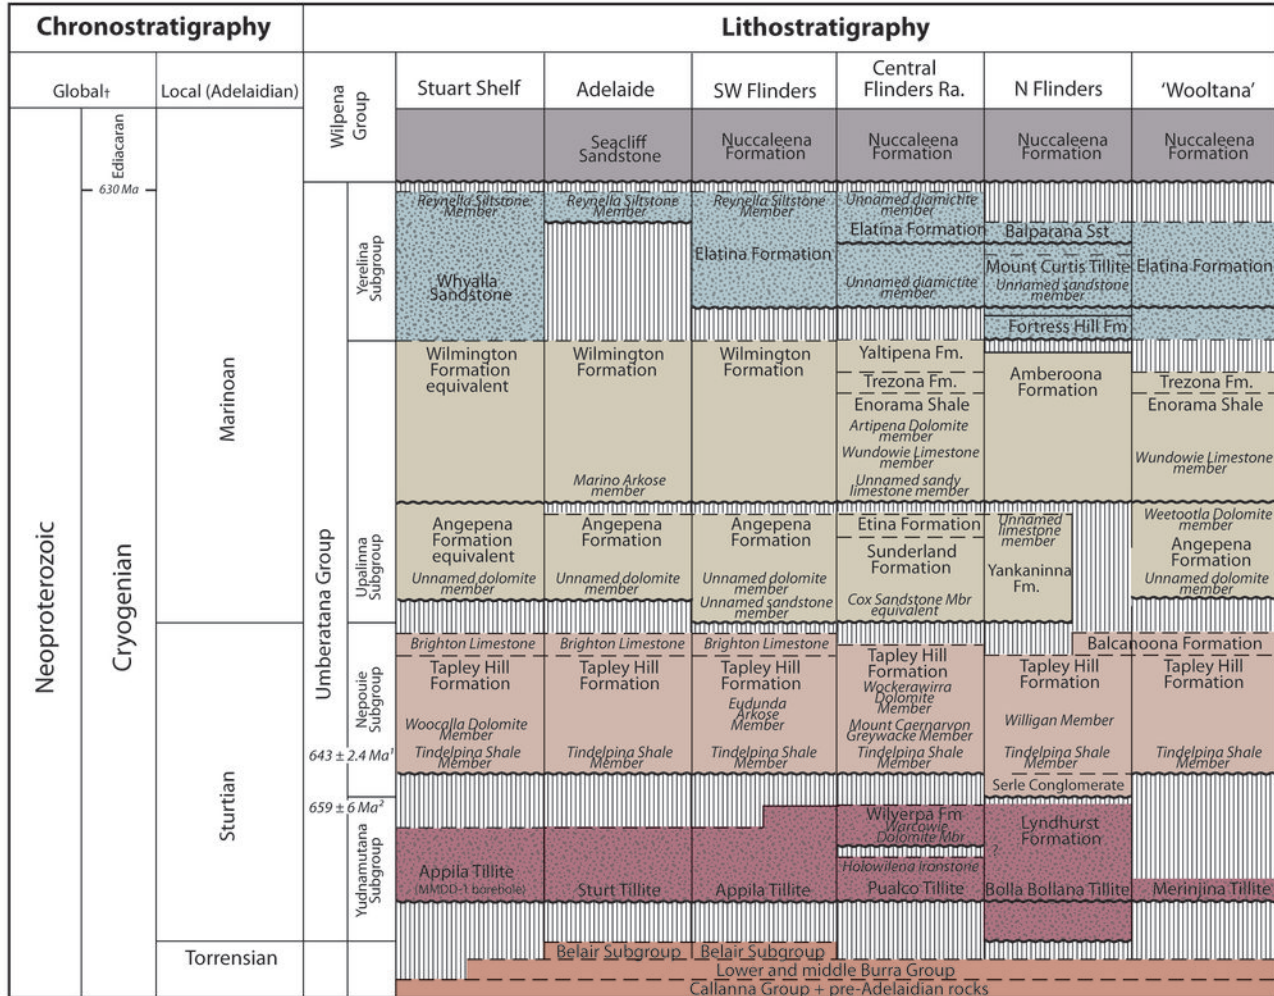 Chronostratigraphy
Lithostratigraphy
Global†
Local (Adelaidian)
Wilpena
Group
Stuart Shelf
Adelaide
SW Flinders
Central
Flinders Ra.
N Flinders
'Wooltana'
Neoproterozoic
Cryogenian
Ediacaran
630 Ma
Marinoan
Sturtian
Torrensian
Umberatana Group
Yerelina
Subgroup
Upalinna
Subgroup
Nepouie
Subgroup
643 ± 2.4 Ma¹
659 ± 6 Ma²
Yudnamutana
Subgroup
Seacliff
Sandstone
Nuccaleena
Formation
Nuccaleena
Formation
Nuccaleena
Formation
Nuccaleena
Formation
Reynella Siltstone
Member
Reynella Siltstone
Member
Reynella Siltstone
Member
Unnamed diamictite
member
Elatina Formation
Balparana Sst
Whyalla
Sandstone
Elatina Formation
Unnamed diamictite
member
Mount Curtis Tillite
Unnamed sandstone
member
Elatina Formation
Fortress Hill Fm
Wilmington
Formation
equivalent
Wilmington
Formation
Marino Arkose
member
Wilmington
Formation
Yaltipena Fm.
Trezona Fm.
Enorama Shale
Artipena Dolomite
member
Wundowie Limestone
member
Unnamed sandy
limestone member
Amberoona
Formation
Trezona Fm.
Enorama Shale
Wundowie Limestone
member
Angepena
Formation
equivalent
Unnamed dolomite
member
Angepena
Formation
Unnamed dolomite
member
Angepena
Formation
Unnamed dolomite
member
Unnamed sandstone
member
Etina Formation
Sunderland
Formation
Cox Sandstone Mbr
equivalent
Unnamed
limestone
member
Yankaninna
Fm.
Weetootla Dolomite
member
Angepena
Formation
Unnamed dolomite
member
Brighton Limestone
Tapley Hill
Formation
Woocalla Dolomite
Member
Tindelpina Shale
Member
Brighton Limestone
Tapley Hill
Formation
Tindelpina Shale
Member
Brighton Limestone
Tapley Hill
Formation
Eudunda
Arkose
Member
Tindelpina Shale
Member
Tapley Hill
Formation
Wockerawirra
Dolomite
Member
Mount Caernarvon
Greywacke Member
Tindelpina Shale
Member
Balcanoona Formation
Tapley Hill
Formation
Willigan Member
Tindelpina Shale
Member
Serle Conglomerate
Tapley Hill
Formation
Tindelpina Shale
Member
Appila Tillite
(MMDD-1 borehole)
Sturt Tillite
Appila Tillite
Wilyerpa Fm
Warcowie
Dolomite Mbr
Holowilena Ironstone
Pualco Tillite
Lyndhurst
Formation
?
Bolla Bollana Tillite
Merinjina Tillite
Belair Subgroup
Belair Subgroup
Lower and middle Burra Group
Callanna Group + pre-Adelaidian rocks